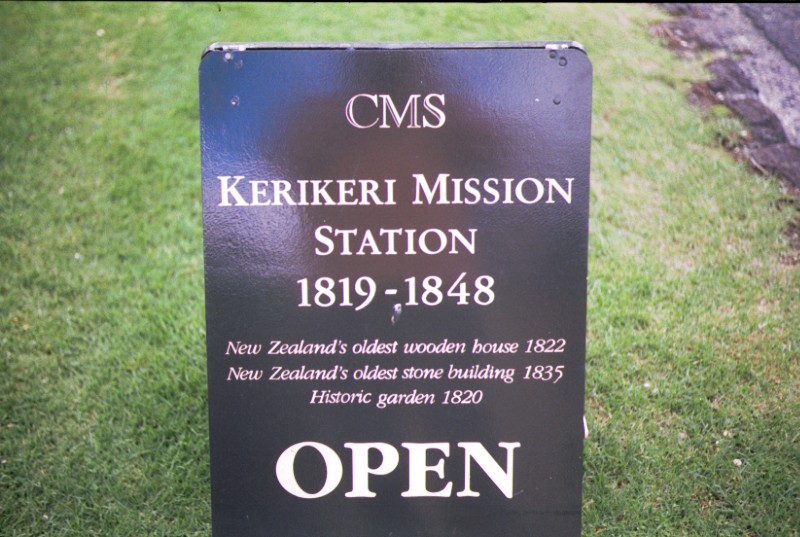 CMS
KERIKERI MISSION
STATION
1819-1848
New Zealand's oldest wooden house 1822
New Zealand's oldest stone building 1835
Historic garden 1820
OPEN